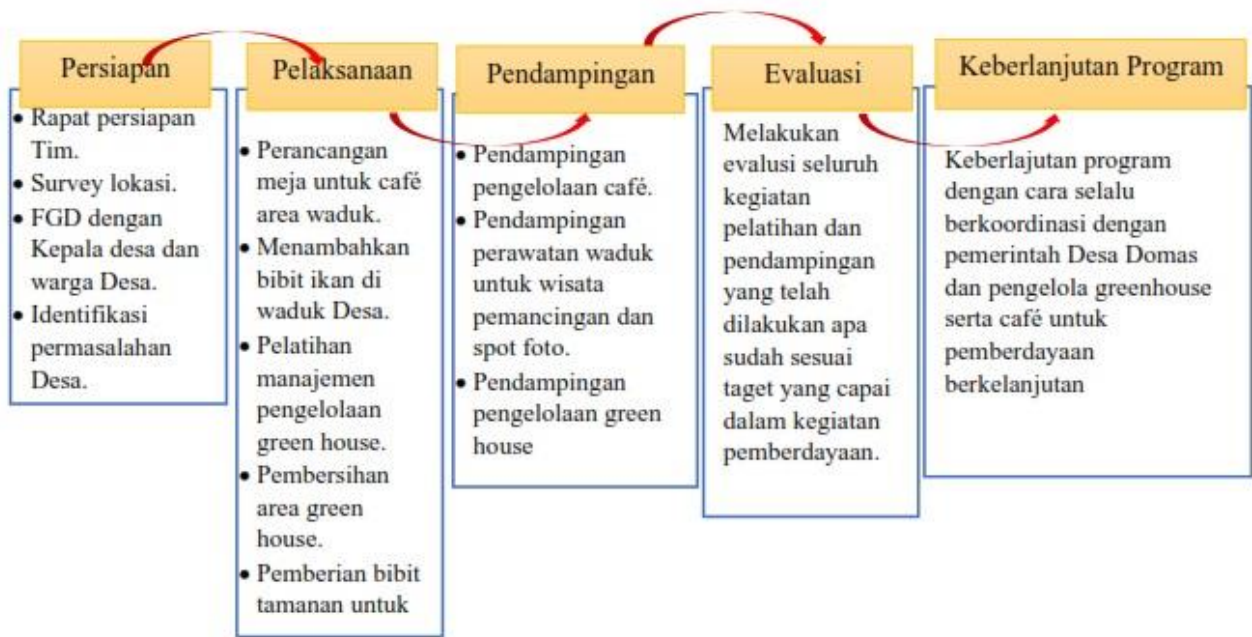 Persiapan
• Rapat persiapan
Tim.
• Survey lokasi.
• FGD dengan
Kepala desa dan
warga Desa.
• Identifikasi
permasalahan
Desa.
Pelaksanaan
• Perancangan
meja untuk café
area waduk.
• Menambahkan
bibit ikan di
waduk Desa.
• Pelatihan
manajemen
pengelolaan
green house.
• Pembersihan
area green
house.
• Pemberian bibit
tamanan untuk
Pendampingan
• Pendampingan
pengelolaan café.
• Pendampingan
perawatan waduk
untuk wisata
pemancingan dan
spot foto.
• Pendampingan
pengelolaan green
house
Evaluasi
Melakukan
evalusi seluruh
kegiatan
pelatihan dan
pendampingan
yang telah
dilakukan apa
sudah sesuai
taget yang capai
dalam kegiatan
pemberdayaan.
Keberlanjutan Program
Keberlajutan program
dengan cara selalu
berkoordinasi dengan
pemerintah Desa Domas
dan pengelola greenhouse
serta café untuk
pemberdayaan
berkelanjutan